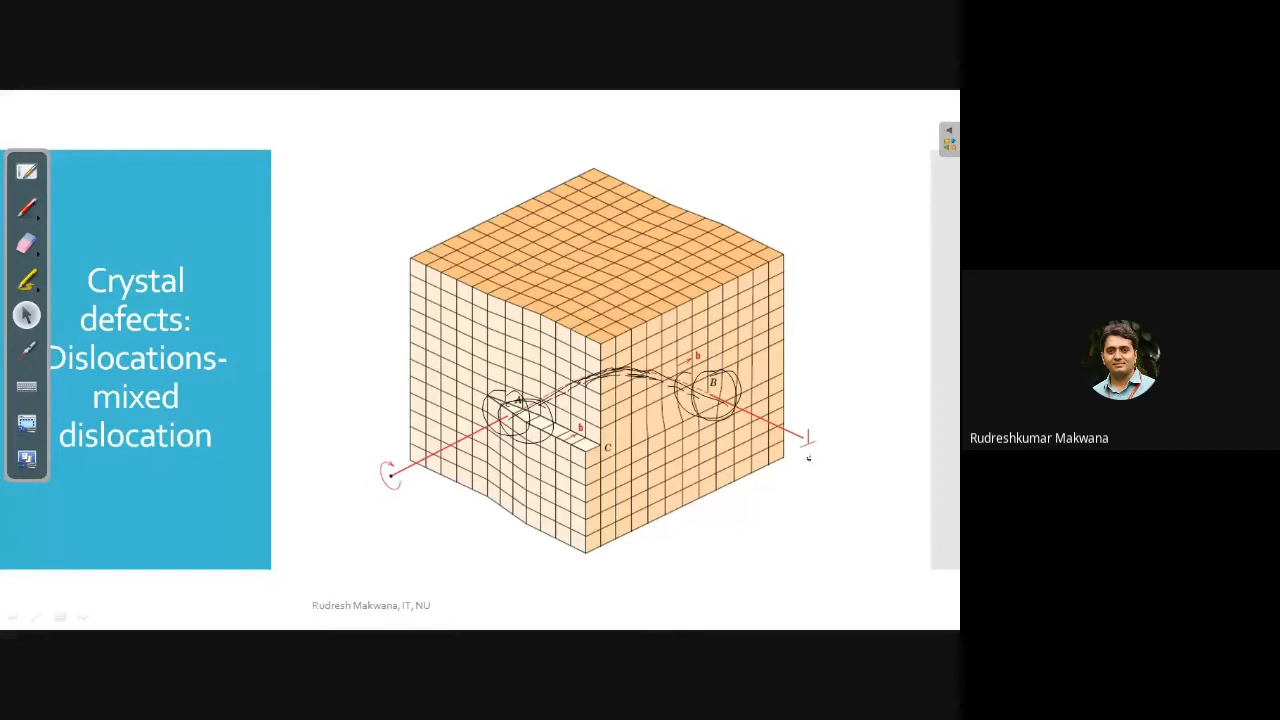 Crystal
defects:
Dislocations-
mixed
dislocation
A
b
C
b
B
Rudresh Makwana, IT, NU
Rudreshkumar Makwana